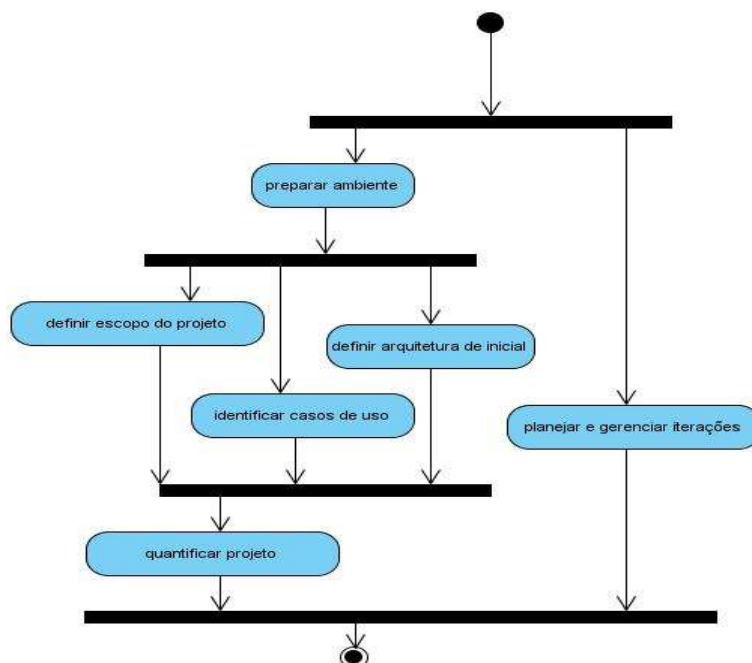 preparar ambiente
definir escopo do projeto
definir arquitetura de inicial
identificar casos de uso
planejar e gerenciar iterações
quantificar projeto